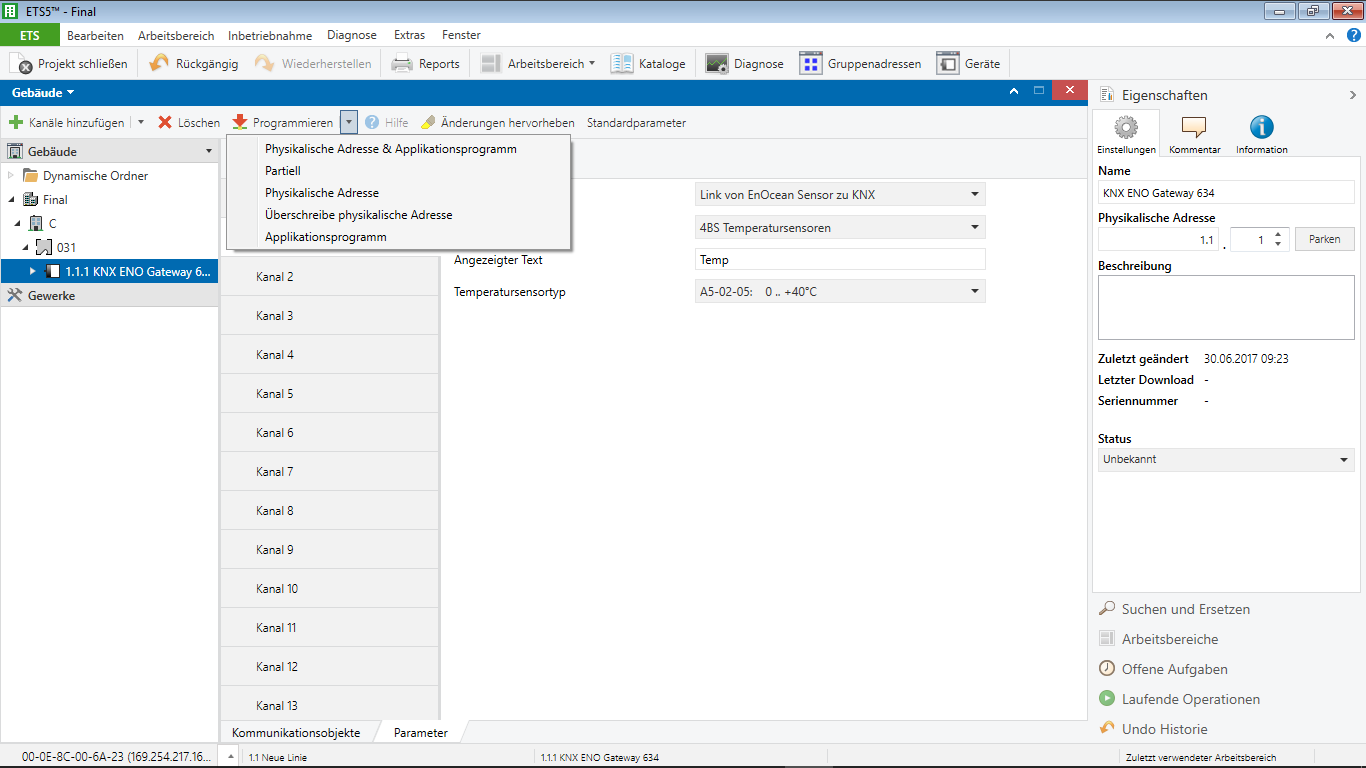 ETS5™ - Final
ETS Bearbeiten Arbeitsbereich Inbetriebnahme Diagnose Extras Fenster
Projekt schließen Rückgängig Wiederherstellen Reports Arbeitsbereich Kataloge Diagnose Gruppenadressen Geräte
Gebäude
Kanäle hinzufügen Löschen Programmieren Hilfe Änderungen hervorheben Standardparameter
Physikalische Adresse & Applikationsprogramm
Partiell
Physikalische Adresse
Überschreibe physikalische Adresse
Applikationsprogramm
Gebäude
Dynamische Ordner
Final
C
031
1.1.1 KNX ENO Gateway 6...
Gewerke
Kanal 2
Kanal 3
Kanal 4
Kanal 5
Kanal 6
Kanal 7
Kanal 8
Kanal 9
Kanal 10
Kanal 11
Kanal 12
Kanal 13
Link von EnOcean Sensor zu KNX
4BS Temperatursensoren
Angezeigter Text Temp
Temperatursensortyp A5-02-05: 0 .. +40°C
Kommunikationsobjekte Parameter
Eigenschaften
Einstellungen Kommentar Information
Name
KNX ENO Gateway 634
Physikalische Adresse
1.1 . 1 Parken
Beschreibung
Zuletzt geändert 30.06.2017 09:23
Letzter Download -
Seriennummer -
Status
Unbekannt
Suchen und Ersetzen
Arbeitsbereiche
Offene Aufgaben
Laufende Operationen
Undo Historie
00-0E-8C-00-6A-23 (169.254.217.16... 1.1 Neue Linie 1.1.1 KNX ENO Gateway 634 Zuletzt verwendeter Arbeitsbereich